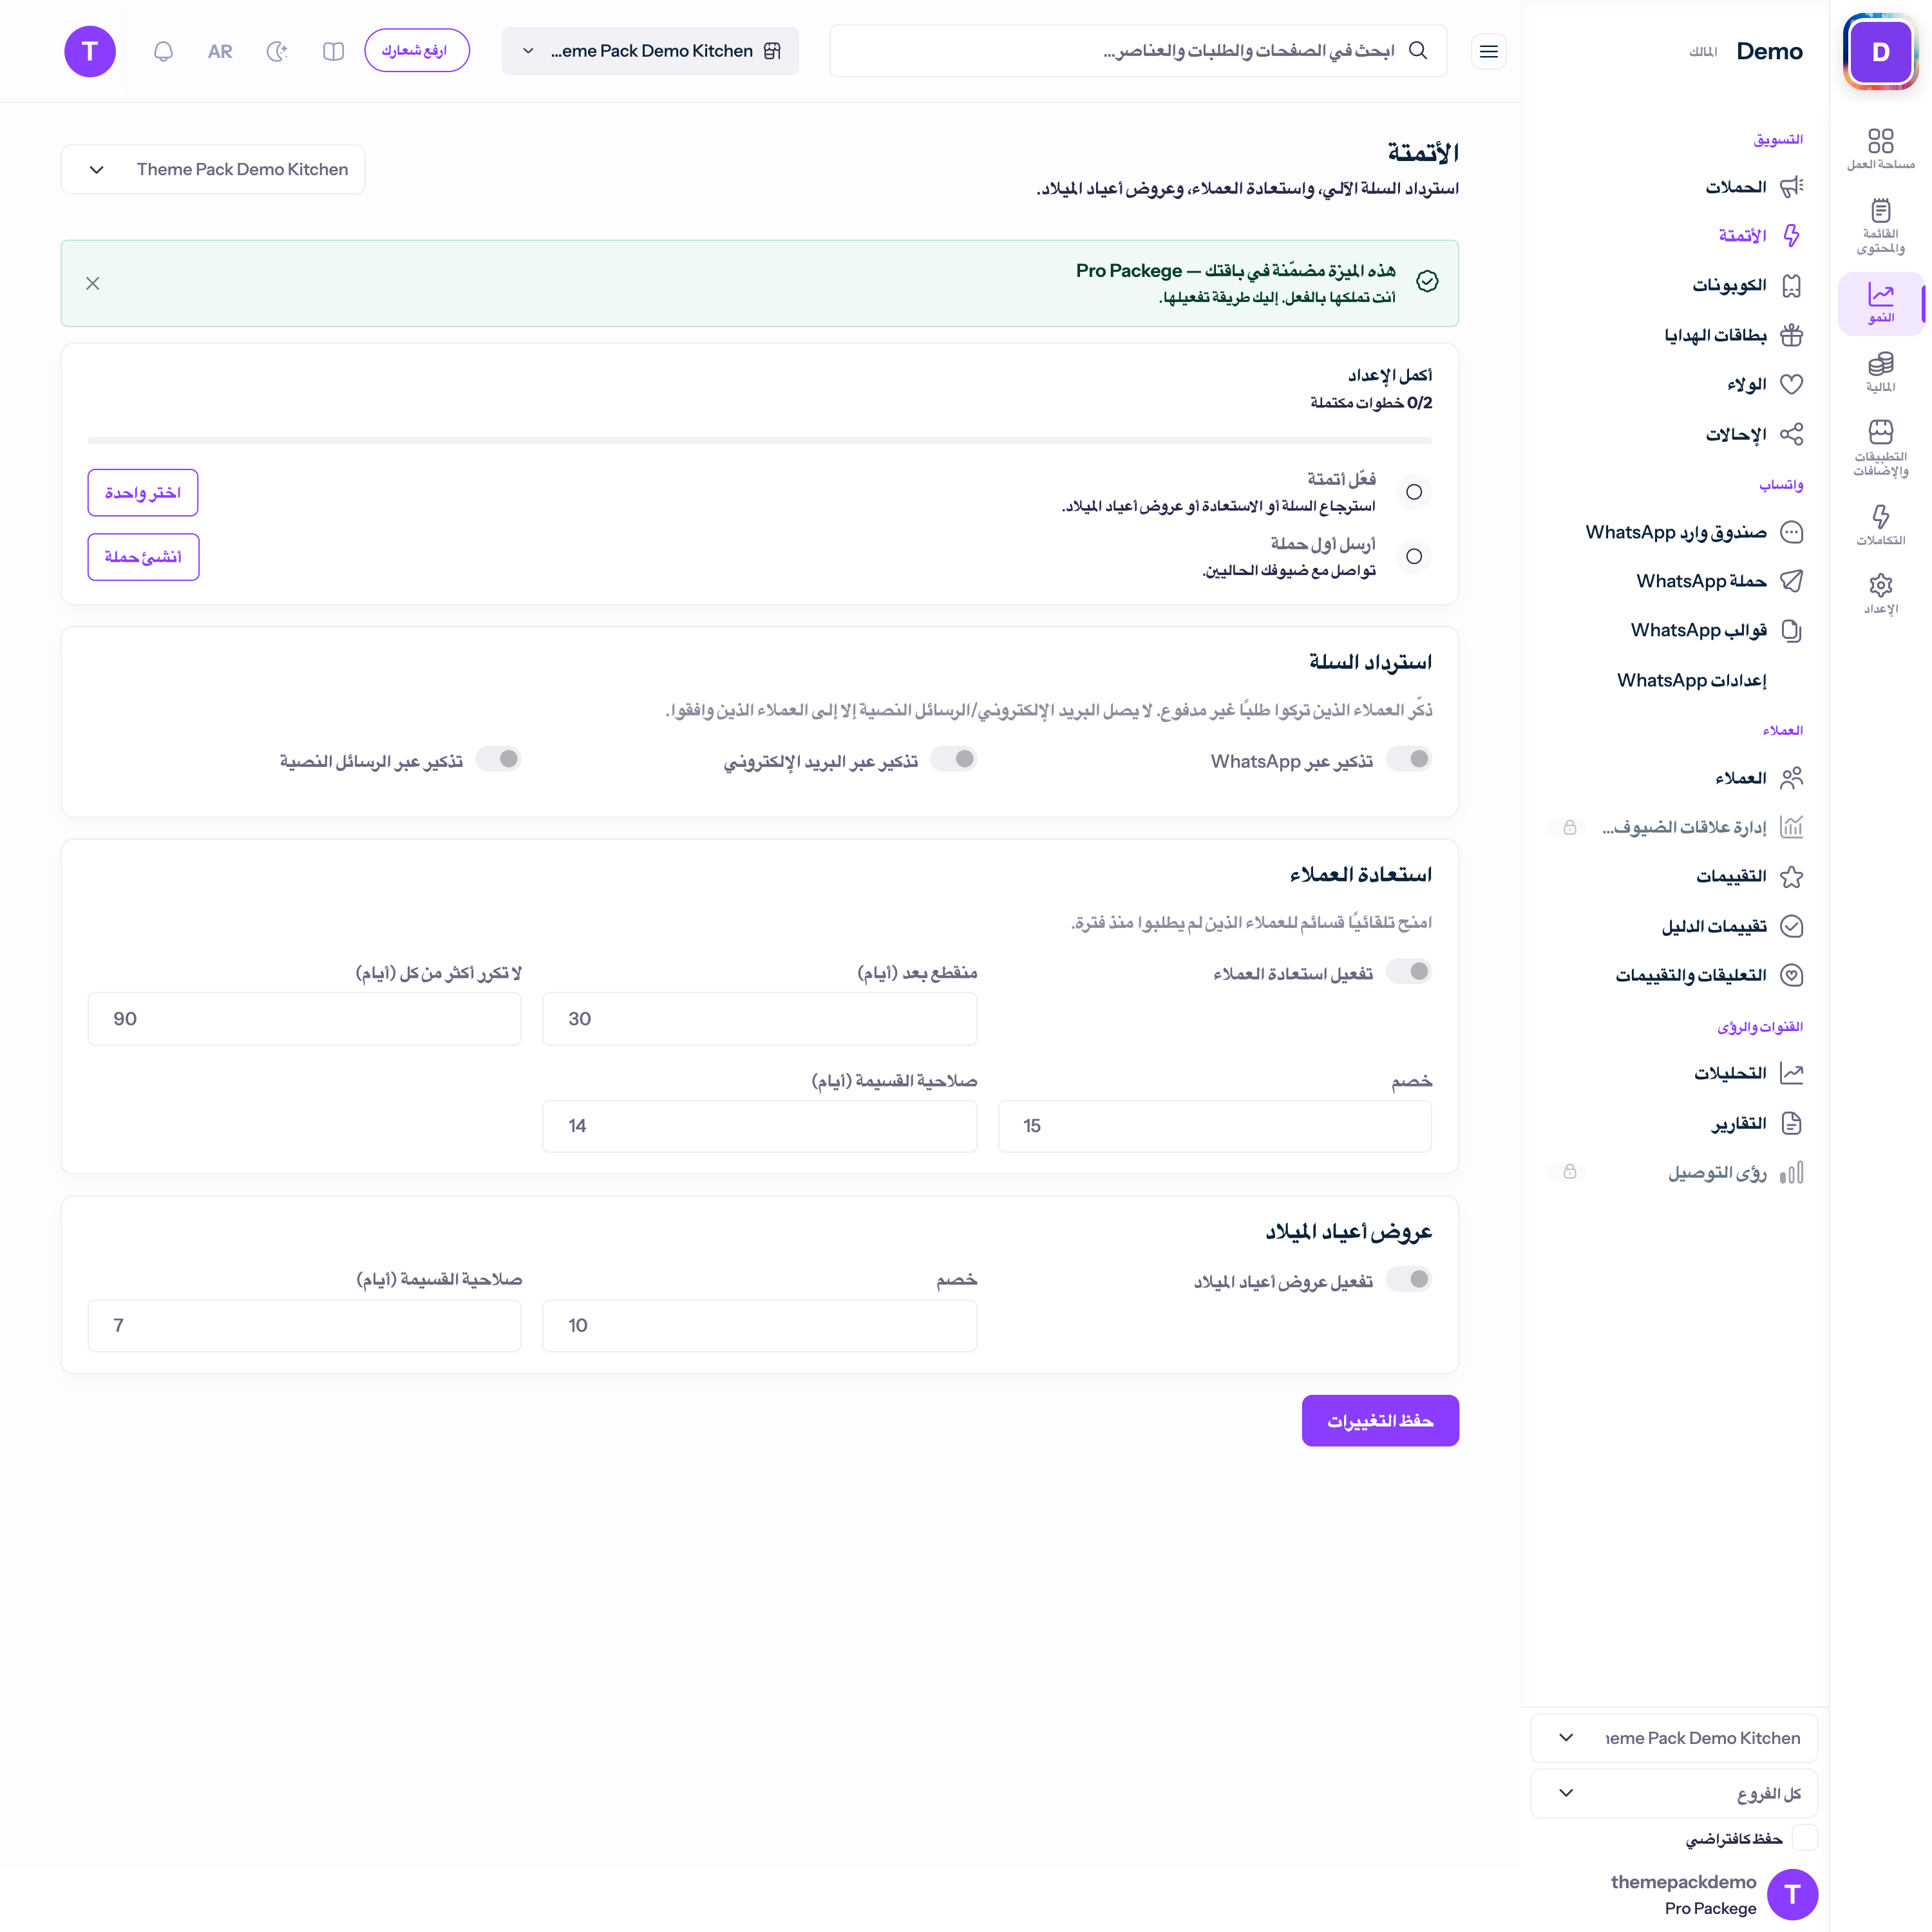 D
مساحة العمل
القائمة
والمحتوى
النمو
المالية
التطبيقات
والإضافات
التكاملات
الإعداد
Demo المالك
التسويق
الحملات
الأتمتة
الكوبونات
بطاقات الهدايا
الولاء
الإحالات
واتساب
صندوق وارد WhatsApp
حملة WhatsApp
قوالب WhatsApp
إعدادات WhatsApp
العملاء
العملاء
إدارة علاقات الضيوف...
التقييمات
تقييمات الدليل
التعليقات والتقييمات
القنوات والرؤى
التحليلات
التقارير
رؤى التوصيل
heme Pack Demo Kitchen
كل الفروع
حفظ كافتراضي
T
themepackdemo
Pro Packege
ابحث في الصفحات والطلبات والعناصر...
...eme Pack Demo Kitchen
ارفع شعارك
AR
T
الأتمتة
استرداد السلة الآلي، واستعادة العملاء، وعروض أعياد الميلاد.
Theme Pack Demo Kitchen
هذه الميزة مضمّنة في باقتك — Pro Packege
أنت تملكها بالفعل. إليك طريقة تفعيلها.
أكمل الإعداد
0/2 خطوات مكتملة
فعّل أتمتة
استرجاع السلة أو الاستعادة أو عروض أعياد الميلاد.
اختر واحدة
أرسل أول حملة
تواصل مع ضيوفك الحاليين.
أنشئ حملة
استرداد السلة
ذكّر العملاء الذين تركوا طلبًا غير مدفوع. لا يصل البريد الإلكتروني/الرسائل النصية إلا إلى العملاء الذين وافقوا.
تذكير عبر WhatsApp
تذكير عبر البريد الإلكتروني
تذكير عبر الرسائل النصية
استعادة العملاء
امنح تلقائيًا قسائم للعملاء الذين لم يطلبوا منذ فترة.
تفعيل استعادة العملاء
منقطع بعد (أيام)
30
لا تكرر أكثر من كل (أيام)
90
خصم
15
صلاحية القسيمة (أيام)
14
عروض أعياد الميلاد
تفعيل عروض أعياد الميلاد
خصم
10
صلاحية القسيمة (أيام)
7
حفظ التغييرات